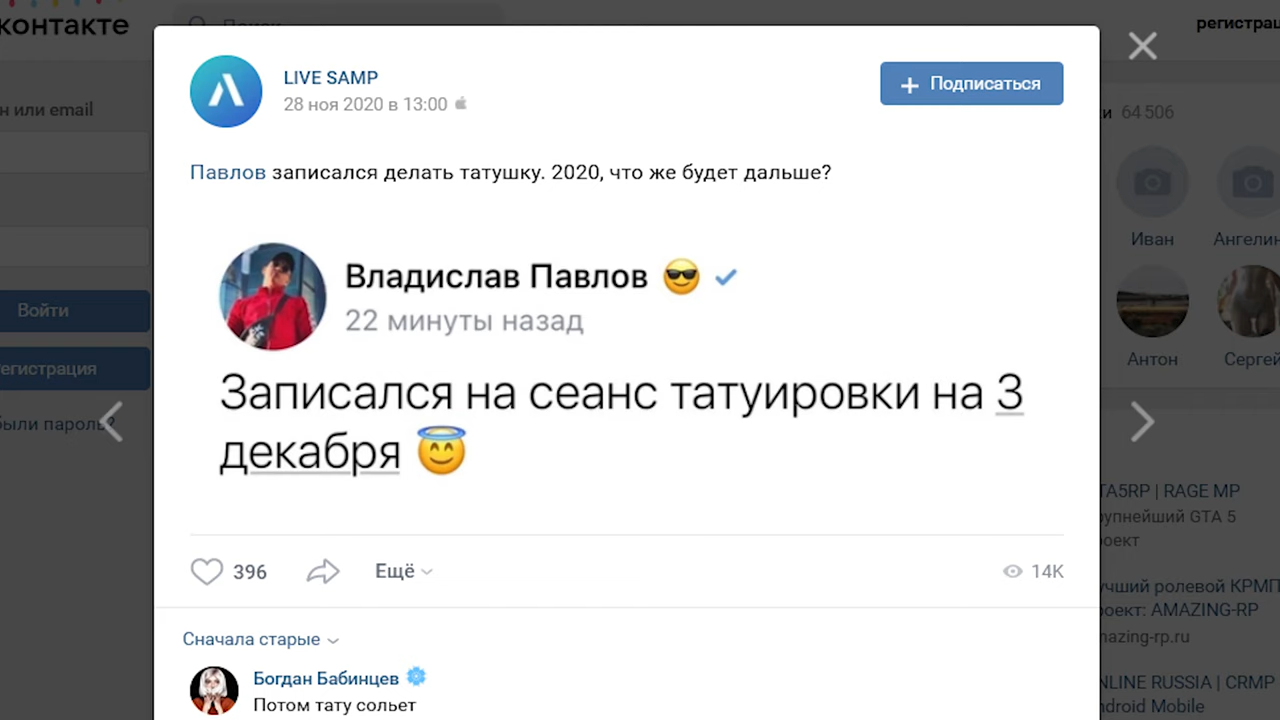 контакте
Поиск
LIVE SAMP
28 ноя 2020 в 13:00
Подписаться
Павлов записался делать татушку. 2020, что же будет дальше?
Владислав Павлов
22 минуты назад
Записался на сеанс татуировки на 3
декабря
396
Ещё
14K
Сначала старые
Богдан Бабинцев
Потом тату сольет
н или email
Войти
егистрация
ыли пароль?
регистрац
и 64 506
Иван
Ангелин
Антон
Сергей
TA5RP | RAGE MP
рупнейший GTA 5
роект
учший ролевой КРМП
роект: AMAZING-RP
mazing-rp.ru
NLINE RUSSIA | CRMP
ndroid Mobile